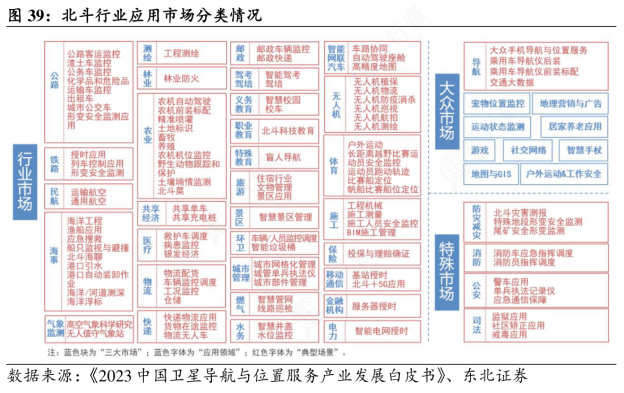 图 39：北斗行业应用市场分类情况
行业市场
公路
公路客运监控
渣土车监控
公务车监控
化学品和危险品
运输车监控
出租车
城市公交车
形变安全监测应用
铁路
授时应用
列车控制应用
形变安全监测
民航
运输航空
通用航空
海事
海洋工程
渔船应用
应急搜救
船只监视与避撞
北斗海聊
港口引水
港口自动装卸作业
海洋/河道测深
海洋浮标
气象监测
高空气象科学研究
无人值守气象站
测绘
工程测绘
林业
林业防火
农业
农机自动驾驶
农机前装标配
精准喷灌
土地标识
畜牧
养殖
农机机位监控
野生动物跟踪和保护
土壤墒情监测
北斗菜
共享经济
共享单车
共享充电桩
医疗
救护车调度
病患监控
银发经济
物流
物流配货
车辆监控调度
工况监控
仓储
快递
快递物流应用
货物在途监控
物流无人车
邮政
邮政车辆监控
邮政快递
驾考驾培
智能驾考
驾培
义务教育
智慧校园
校车
职业教育
北斗科技教育
特殊教育
盲人导航
旅游
住宿行业
文物管理
景区应用
景区
智慧景区管理
环卫
车辆/人员监控调度
智能垃圾桶
城市管理
城市网格化管理
城管单兵执法仪
城市部件管理
燃气
智慧管网
线路巡检
水务
智慧井盖
水位监控
智能网联汽车
车路协同
自动驾驶座舱
高精度地图
无人机
无人机植保
无人机物流
无人机防疫消杀
无人机巡视
无人机航拍
无人机测绘
体育
户外运动
长距离越野比赛运动员安全监控
运动员跑动轨迹
比赛船定位
帆船比赛船位定位
施工
工程机械
施工测量
施工人员安全监控
BIM施工管理
保险
投保与理赔确证
移动通信
基站授时
北斗＋5G应用
金融机构
服务器授时
电力
智能电网授时
大众市场
导航
大众手机导航与位置服务
乘用车导航仪后装
乘用车导航仪前装标配
交通大数据
宠物位置监控
地理营销与广告
运动状态监测
居家养老应用
游戏
社交网络
智慧手杖
地图与GIS
户外运动&工作安全
特殊市场
防灾减灾
北斗灾害测报
特殊地段形变安全监测
尾矿安全形变监测
消防
消防车应急指挥调度
消防员指挥调度
公安
警车应用
单兵执法记录仪
应急通信保障
司法
监狱应用
社区矫正应用
戒毒应用
注：蓝色块为“三大市场”；蓝色字体为“应用领域”；红色字体为“典型场景”。
数据来源：《2023 中国卫星导航与位置服务产业发展白皮书》、东北证券